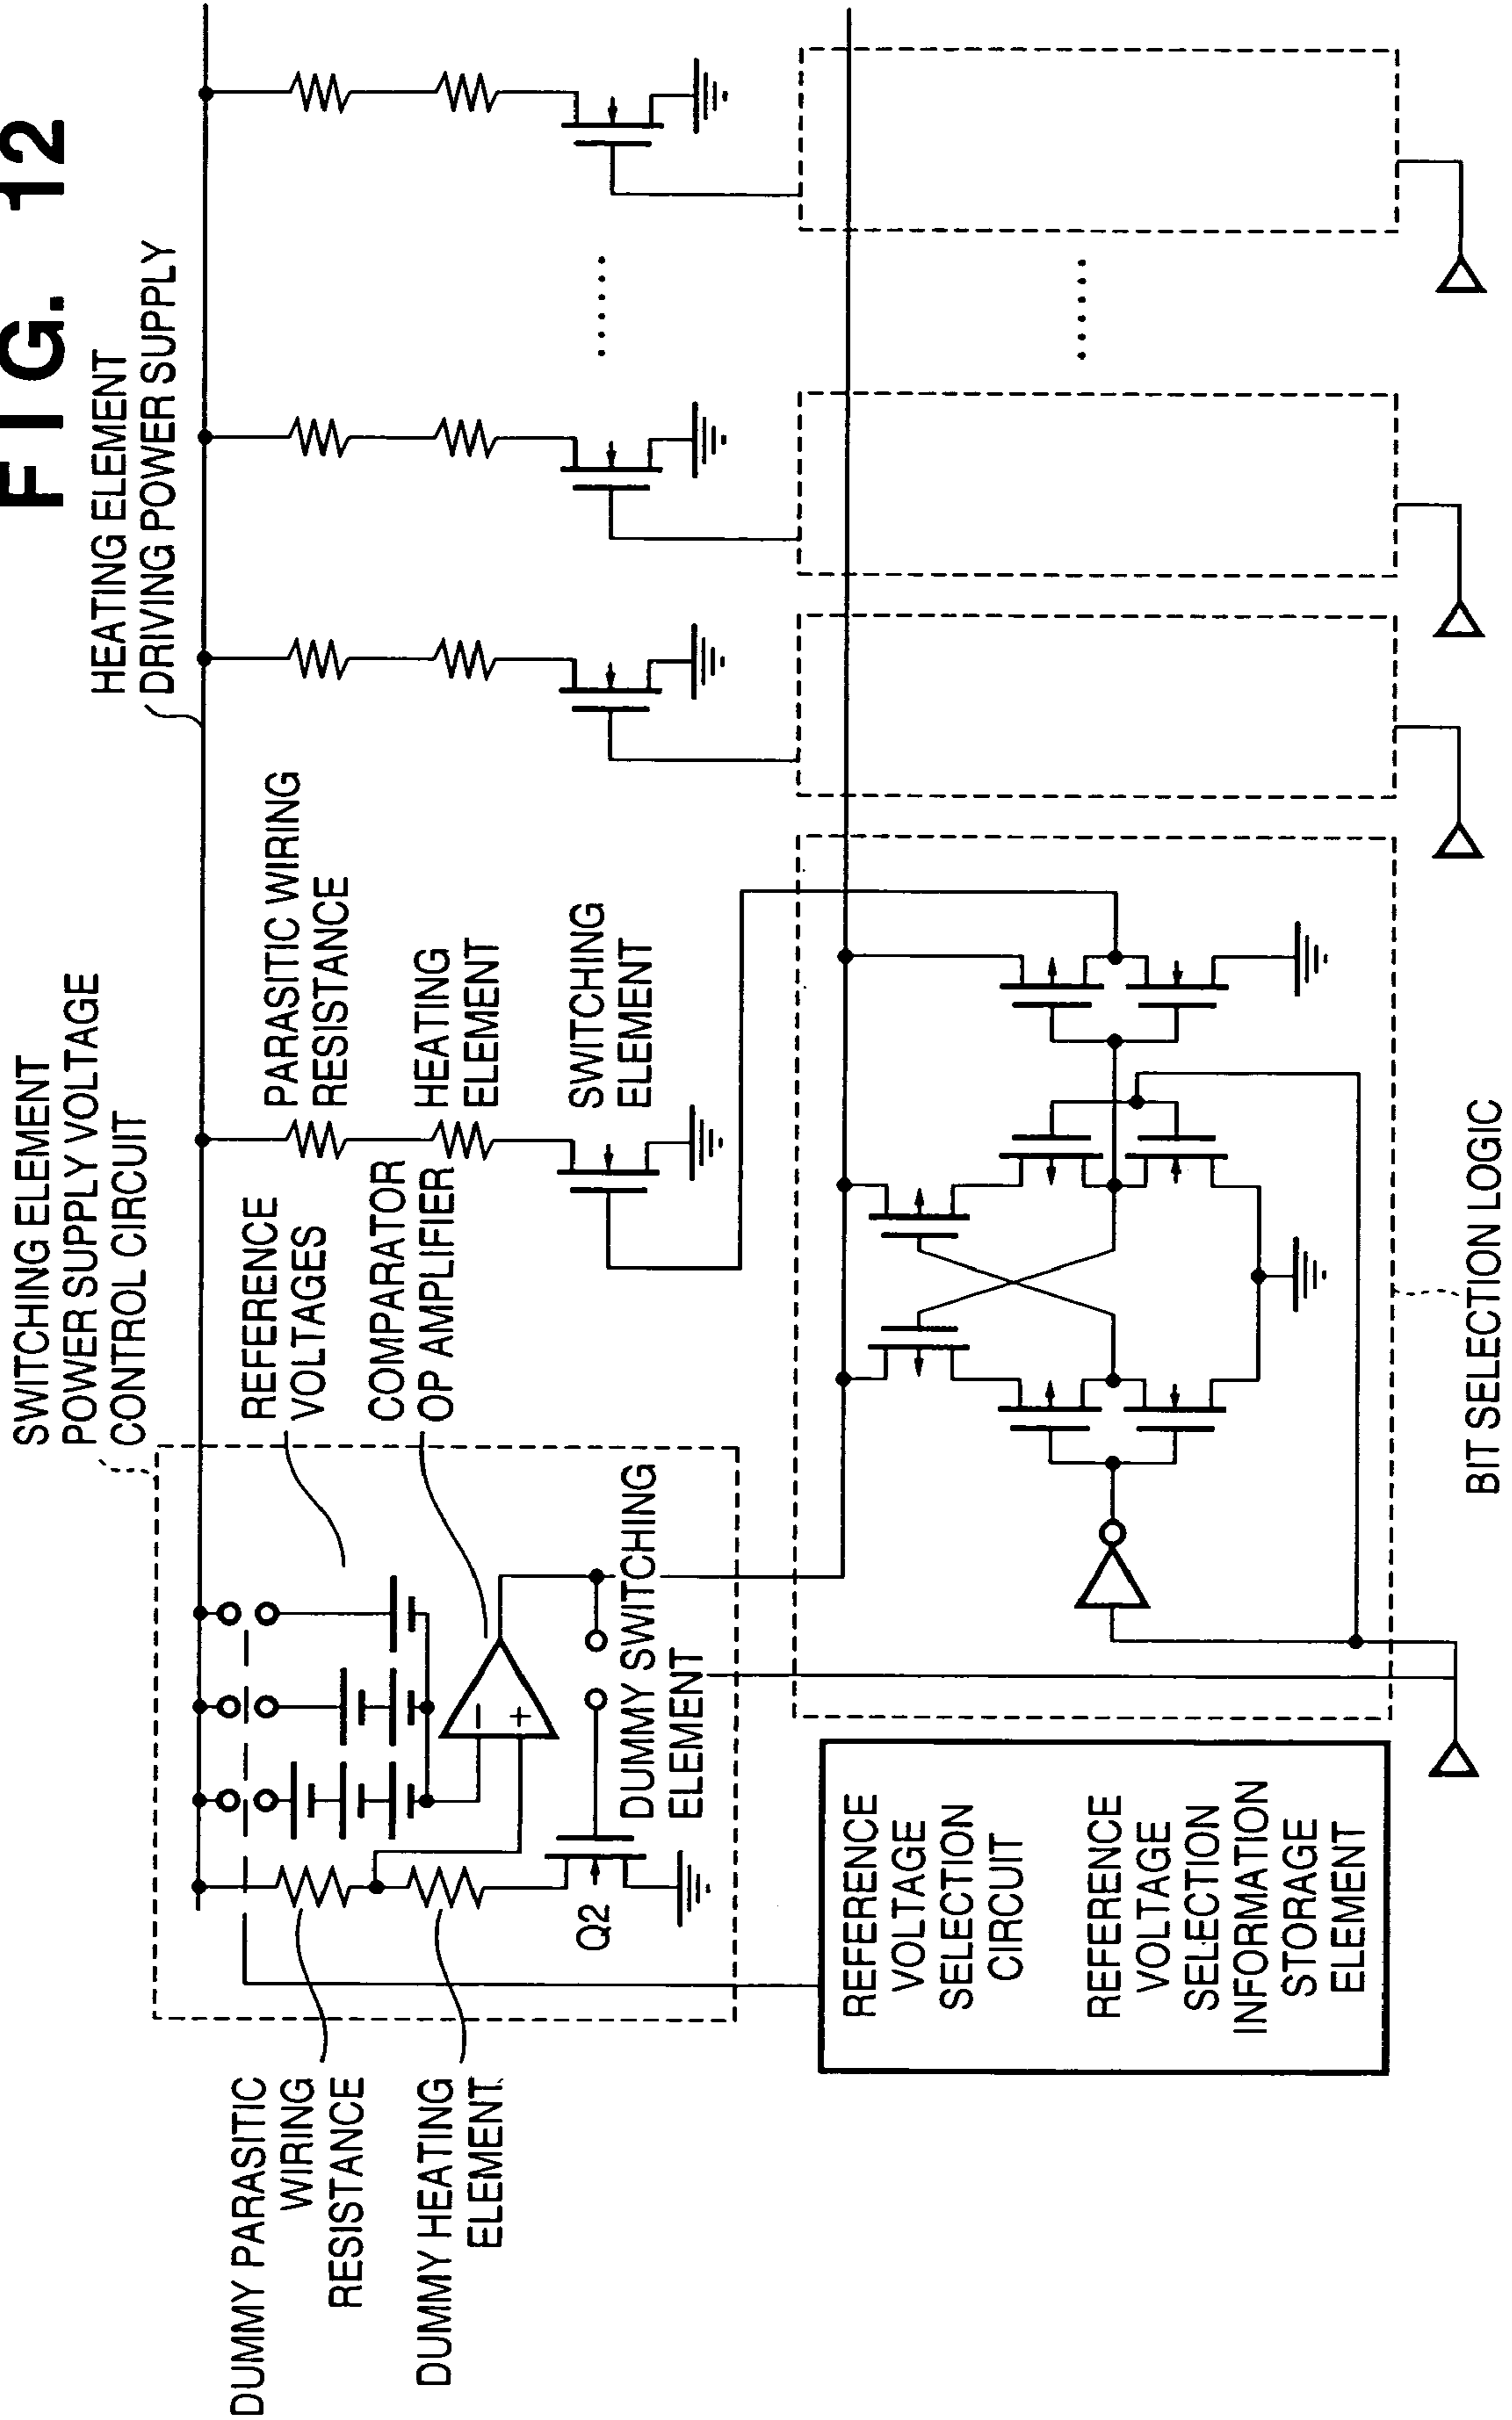 FIG. 12
HEATING ELEMENT
DRIVING POWER SUPPLY
SWITCHING ELEMENT
POWER SUPPLY VOLTAGE
CONTROL CIRCUIT
REFERENCE
VOLTAGES
COMPARATOR
OP AMPLIFIER
PARASITIC WIRING
RESISTANCE
HEATING
ELEMENT
SWITCHING
ELEMENT
DUMMY PARASITIC
WIRING
RESISTANCE
DUMMY HEATING
ELEMENT
−
+
Q2
DUMMY SWITCHING
ELEMENT
REFERENCE
VOLTAGE
SELECTION
CIRCUIT
REFERENCE
VOLTAGE
SELECTION
INFORMATION
STORAGE
ELEMENT
BIT SELECTION LOGIC